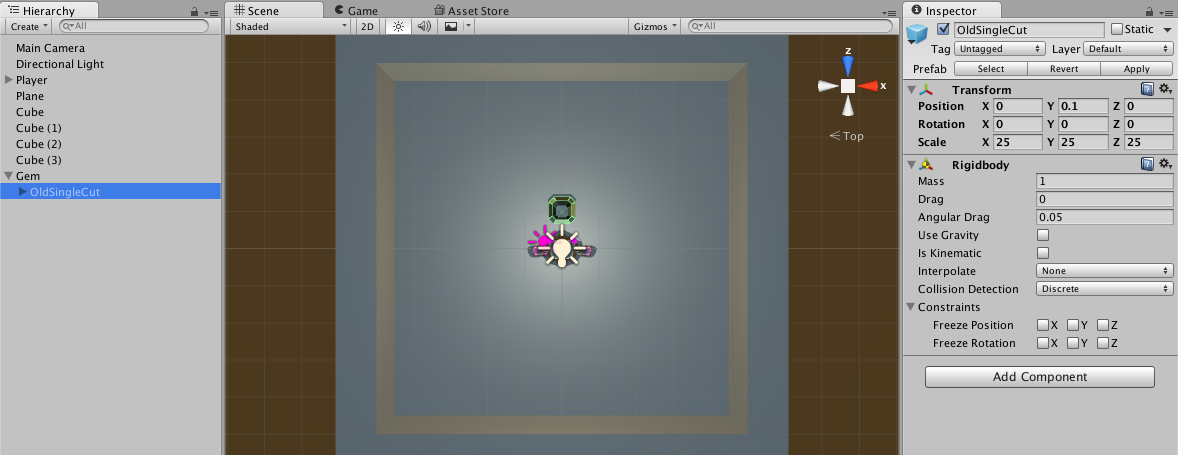 Hierarchy
Create
All
Main Camera
Directional Light
Player
Plane
Cube
Cube (1)
Cube (2)
Cube (3)
Gem
OldSingleCut
Scene
Game
Asset Store
Shaded
2D
Gizmos
All
z
x
Top
Inspector
OldSingleCut
Static
Tag
Untagged
Layer
Default
Prefab
Select
Revert
Apply
Transform
Position X 0 Y 0.1 Z 0
Rotation X 0 Y 0 Z 0
Scale X 25 Y 25 Z 25
Rigidbody
Mass 1
Drag 0
Angular Drag 0.05
Use Gravity
Is Kinematic
Interpolate None
Collision Detection Discrete
Constraints
Freeze Position X Y Z
Freeze Rotation X Y Z
Add Component